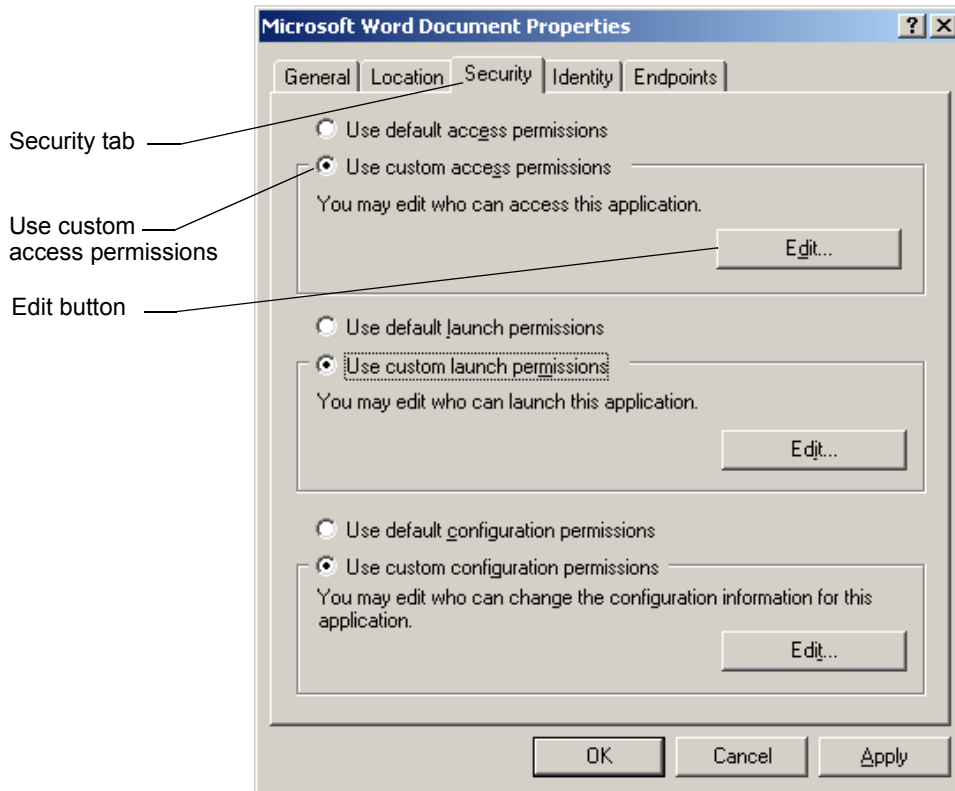 Microsoft Word Document Properties
General Location Security Identity Endpoints
Security tab
Use default access permissions
Use custom access permissions
You may edit who can access this application.
Use custom
access permissions
Edit...
Edit button
Use default launch permissions
Use custom launch permissions
You may edit who can launch this application.
Edit...
Use default configuration permissions
Use custom configuration permissions
You may edit who can change the configuration information for this
application.
Edit...
OK Cancel Apply